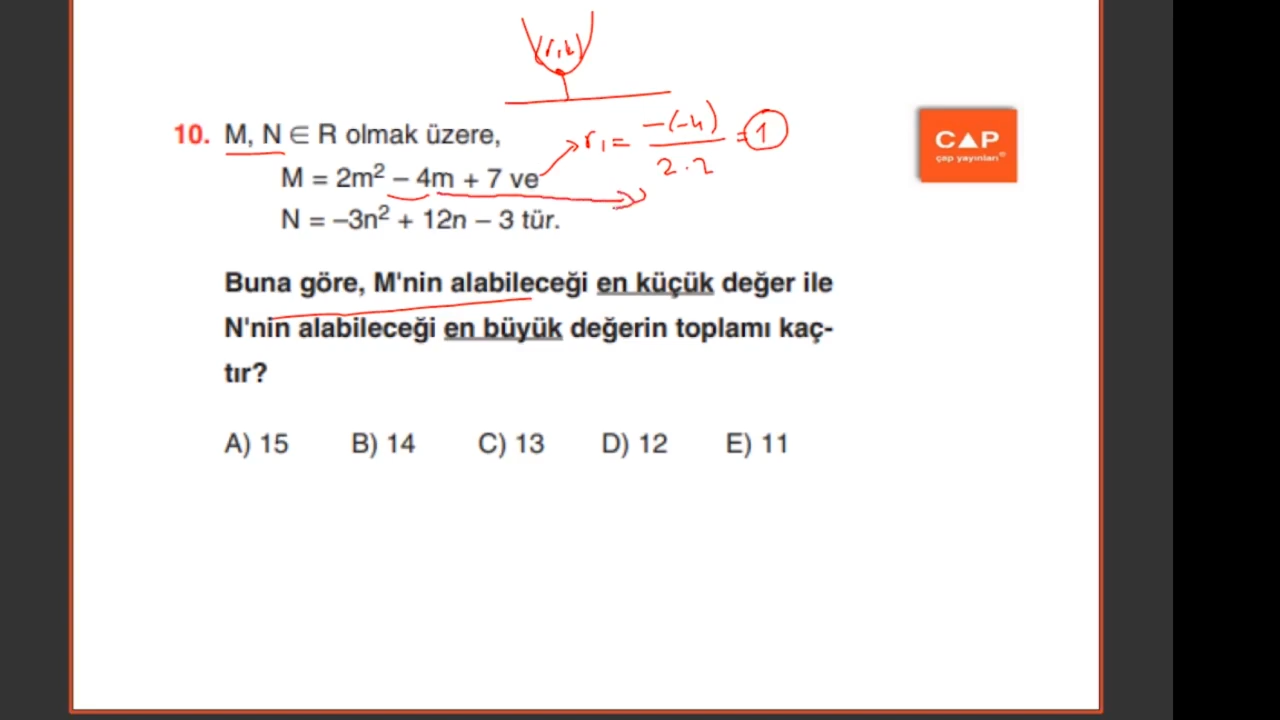 (r,k)
10. M, N ∈ R olmak üzere,
r₁ = -(-4) / 2.2 = 1
M = 2m² – 4m + 7 ve
N = –3n² + 12n – 3 tür.
Buna göre, M'nin alabileceği en küçük değer ile
N'nin alabileceği en büyük değerin toplamı kaç-
tır?
A) 15 B) 14 C) 13 D) 12 E) 11
CAP
çap yayınları®